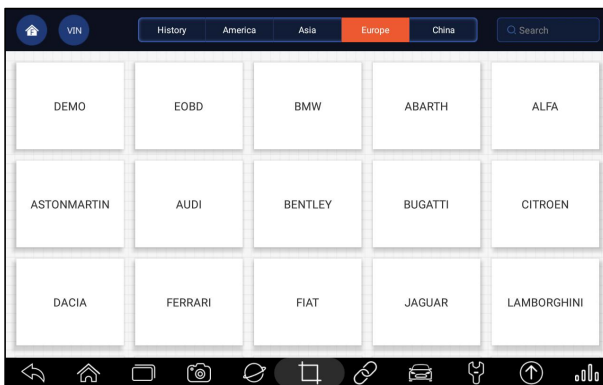 VIN
History America Asia Europe China
Search
DEMO EOBD BMW ABARTH ALFA
ASTONMARTIN AUDI BENTLEY BUGATTI CITROEN
DACIA FERRARI FIAT JAGUAR LAMBORGHINI